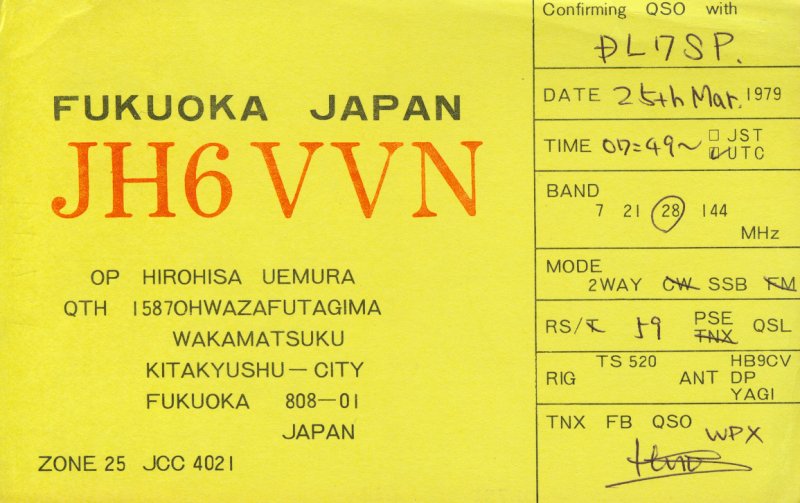 FUKUOKA JAPAN
JH6VVN
OP HIROHISA UEMURA
QTH 1587OHWAZAFUTAGIMA
WAKAMATSUKU
KITAKYUSHU-CITY
FUKUOKA 808-01
JAPAN
ZONE 25 JCC 4021
Confirming QSO with
DL7SP.
DATE 25th Mar. 1979
TIME 07:49~ □ JST
☑ UTC
BAND
7 21 28 144
MHz
MODE
2WAY CW SSB FM
RS/T 59 PSE QSL
TNX
RIG TS 520 ANT HB9CV
DP
YAGI
TNX FB QSO WPX